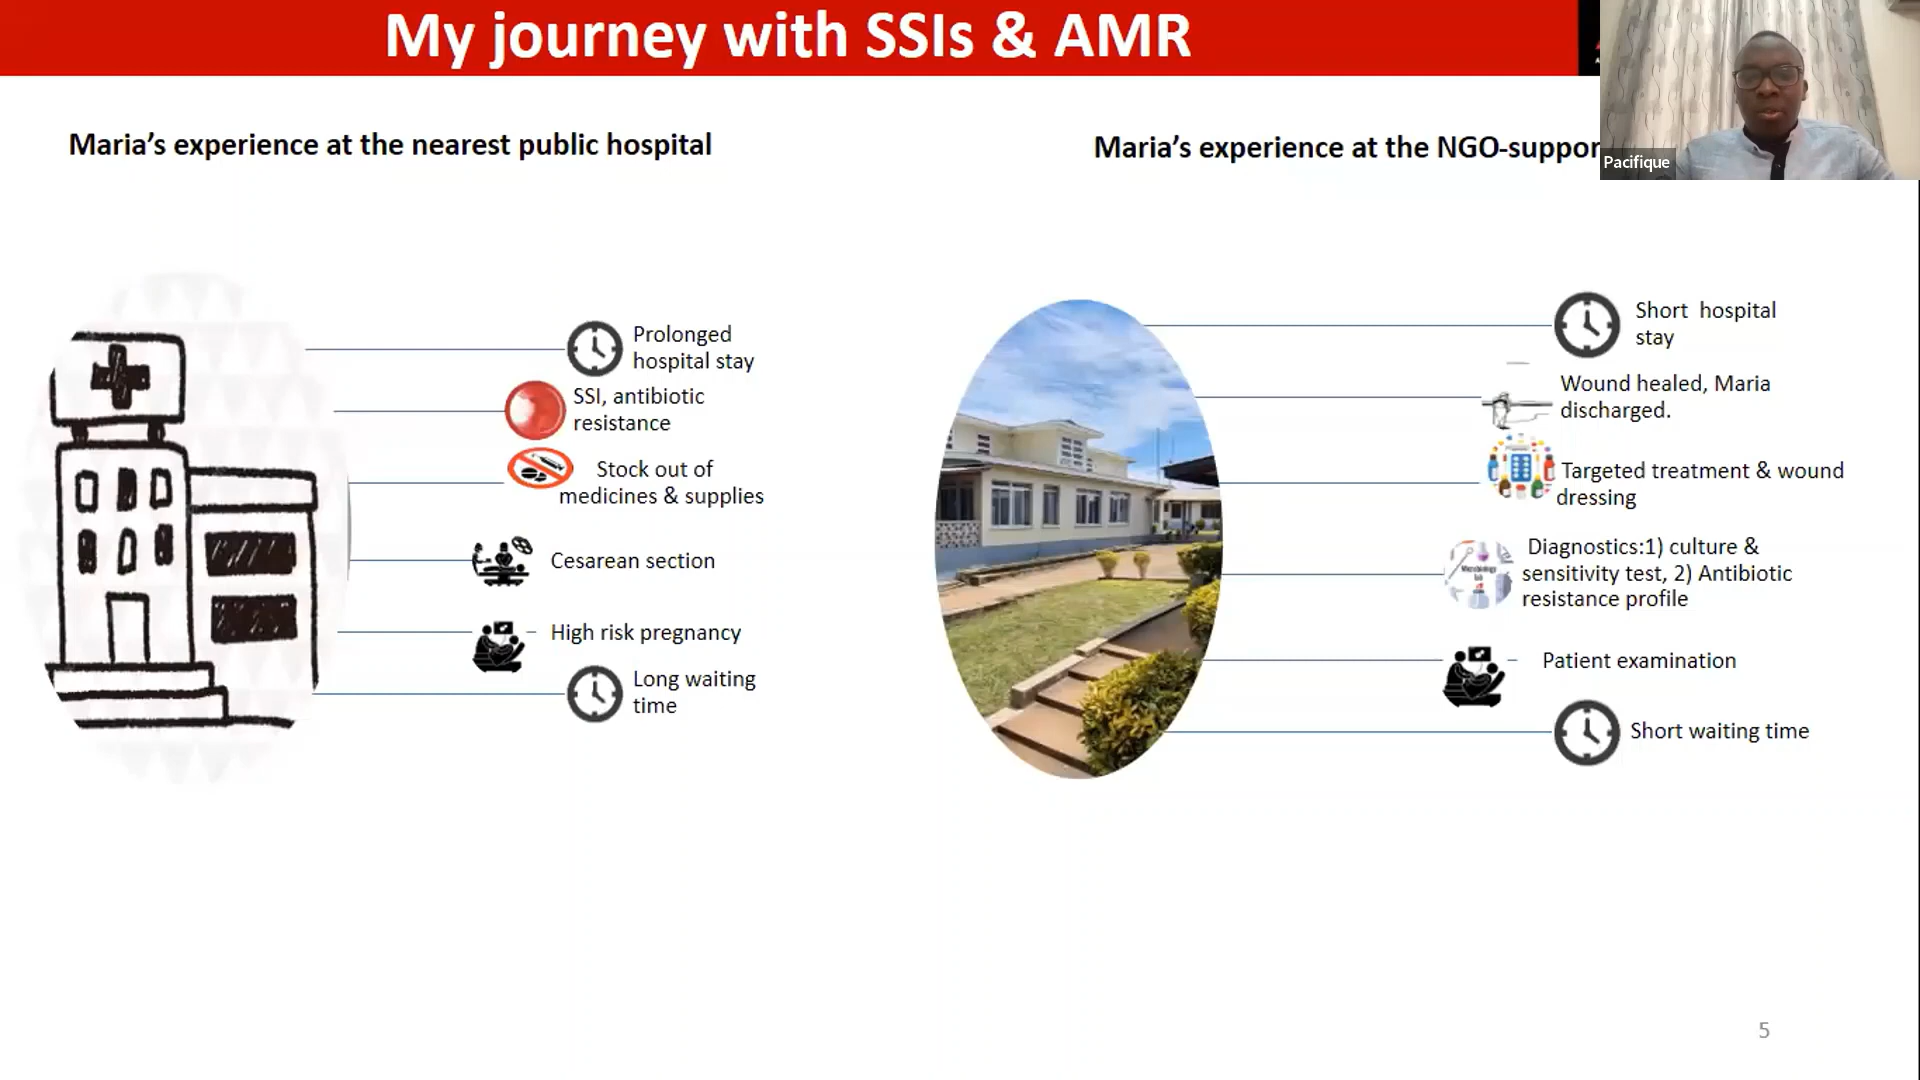 My journey with SSIs & AMR
Pacifique
Maria’s experience at the nearest public hospital
Prolonged
hospital stay
SSI, antibiotic
resistance
Stock out of
medicines & supplies
Cesarean section
High risk pregnancy
Long waiting
time
Maria’s experience at the NGO-suppor
Short hospital
stay
Wound healed, Maria
discharged.
Targeted treatment & wound
dressing
Diagnostics:1) culture &
sensitivity test, 2) Antibiotic
resistance profile
Microbiology
Lab
Patient examination
Short waiting time
5